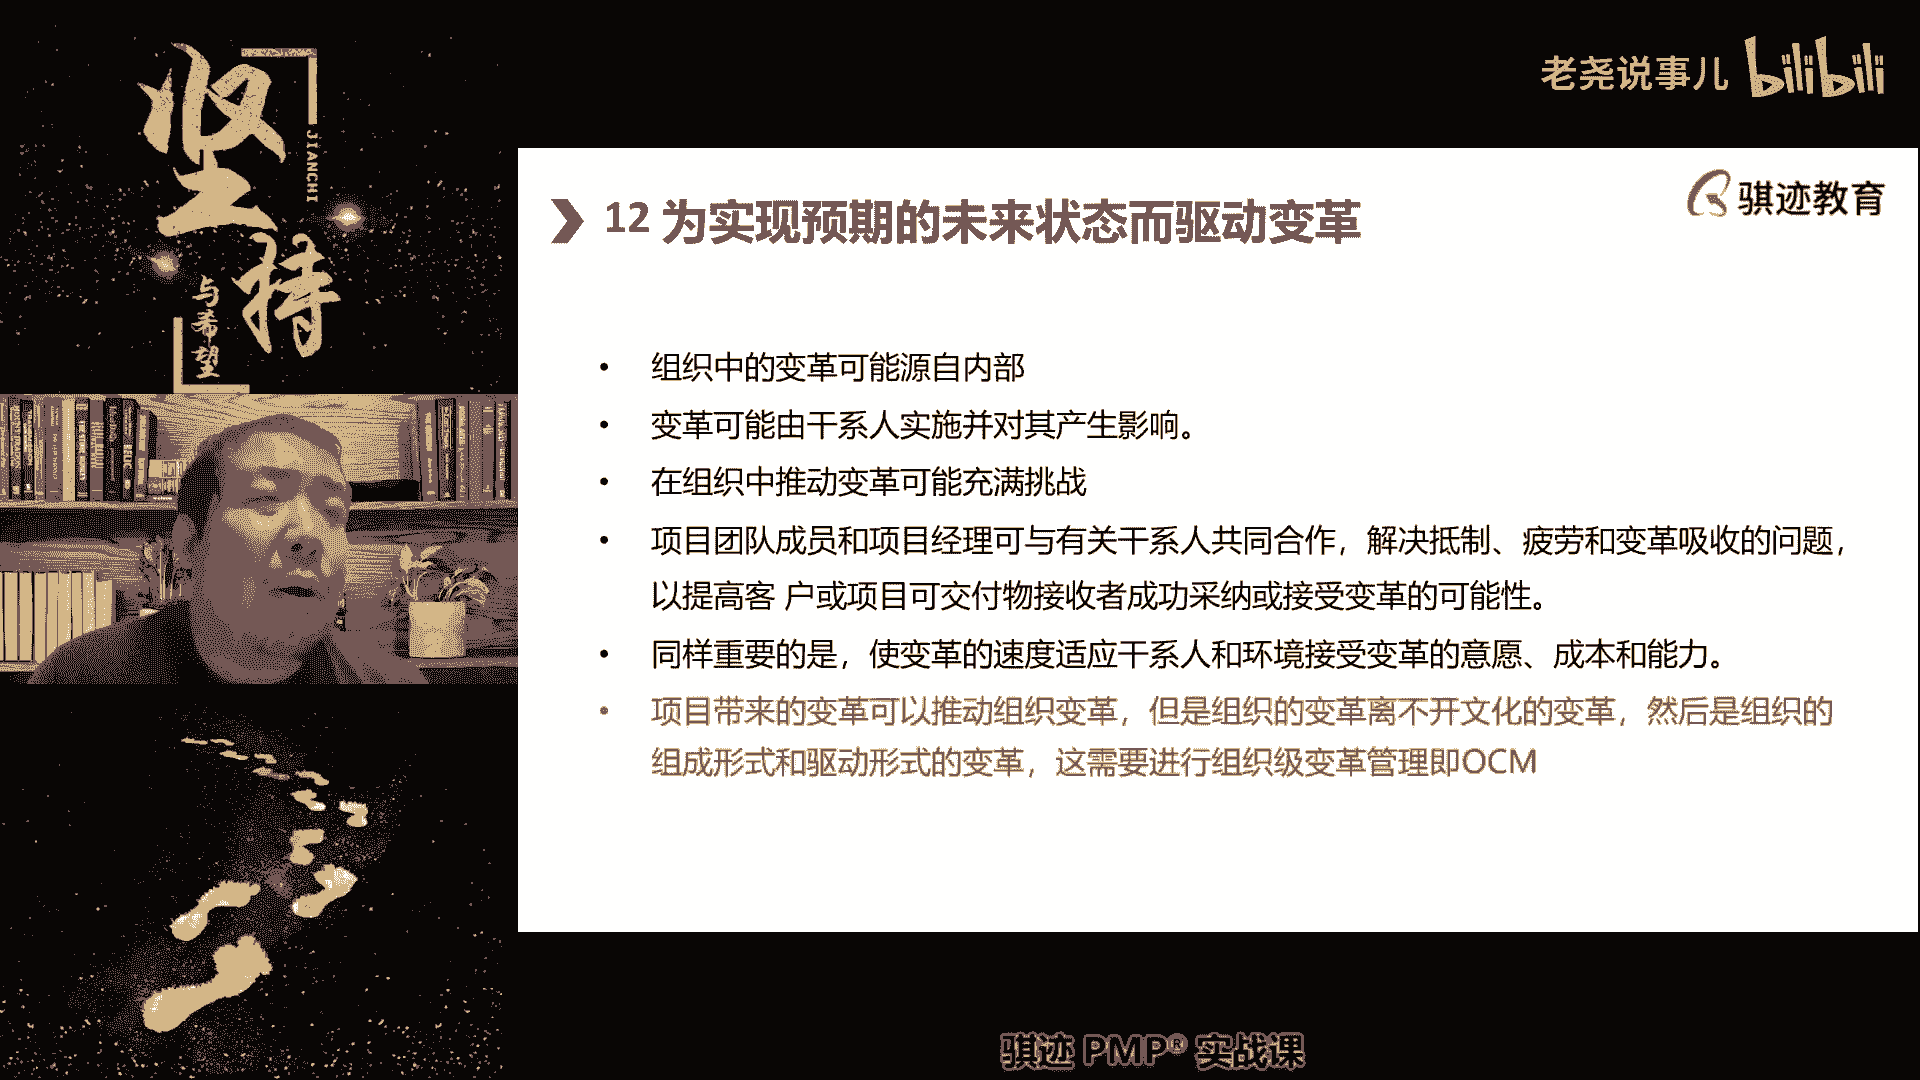 坚持
JIANCHI
与希望
老尧说事儿 bilibili
骐迹教育
12 为实现预期的未来状态而驱动变革
• 组织中的变革可能源自内部
• 变革可能由干系人实施并对其产生影响。
• 在组织中推动变革可能充满挑战
• 项目团队成员和项目经理可与有关干系人共同合作，解决抵制、疲劳和变革吸收的问题，
以提高客 户或项目可交付物接收者成功采纳或接受变革的可能性。
• 同样重要的是，使变革的速度适应干系人和环境接受变革的意愿、成本和能力。
• 项目带来的变革可以推动组织变革，但是组织的变革离不开文化的变革，然后是组织的
组成形式和驱动形式的变革，这需要进行组织级变革管理即OCM
骐迹 PMP® 实战课